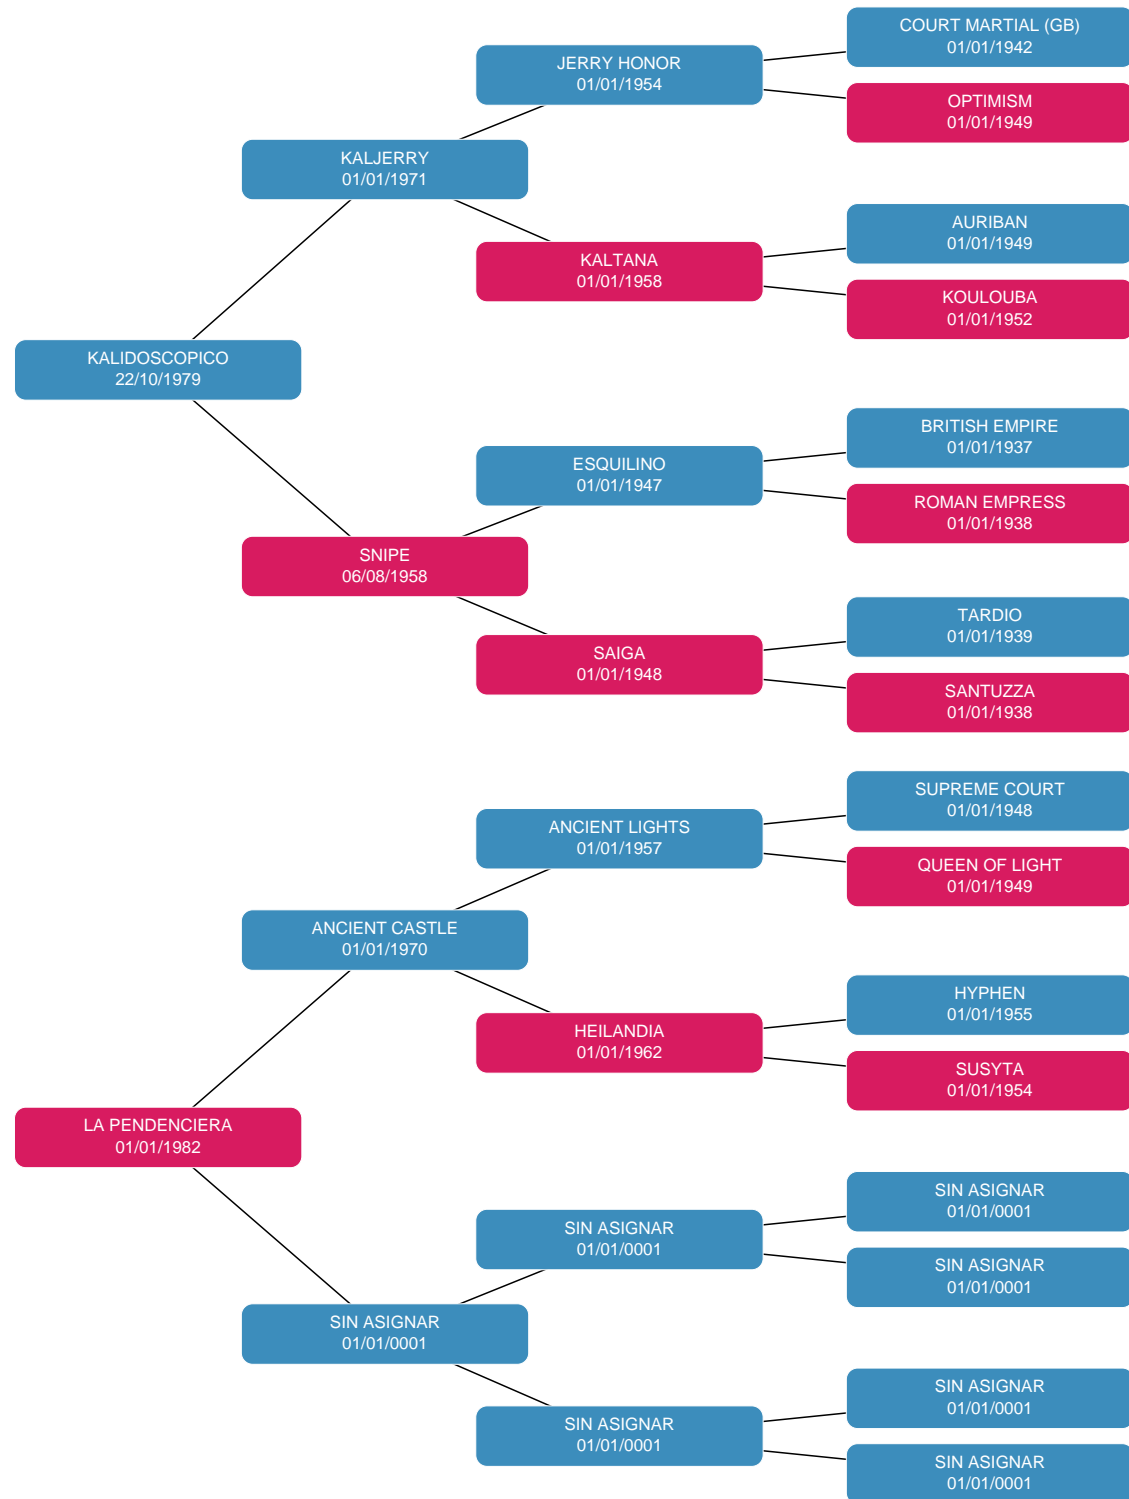 COURT MARTIAL (GB)
01/01/1942
JERRY HONOR
01/01/1954
OPTIMISM
01/01/1949
KALJERRY
01/01/1971
AURIBAN
01/01/1949
KALTANA
01/01/1958
KOULOUBA
01/01/1952
KALIDOSCOPICO
22/10/1979
BRITISH EMPIRE
01/01/1937
ESQUILINO
01/01/1947
ROMAN EMPRESS
01/01/1938
SNIPE
06/08/1958
TARDIO
01/01/1939
SAIGA
01/01/1948
SANTUZZA
01/01/1938
SUPREME COURT
01/01/1948
ANCIENT LIGHTS
01/01/1957
QUEEN OF LIGHT
01/01/1949
ANCIENT CASTLE
01/01/1970
HYPHEN
01/01/1955
HEILANDIA
01/01/1962
SUSYTA
01/01/1954
LA PENDENCIERA
01/01/1982
SIN ASIGNAR
01/01/0001
SIN ASIGNAR
01/01/0001
SIN ASIGNAR
01/01/0001
SIN ASIGNAR
01/01/0001
SIN ASIGNAR
01/01/0001
SIN ASIGNAR
01/01/0001
SIN ASIGNAR
01/01/0001